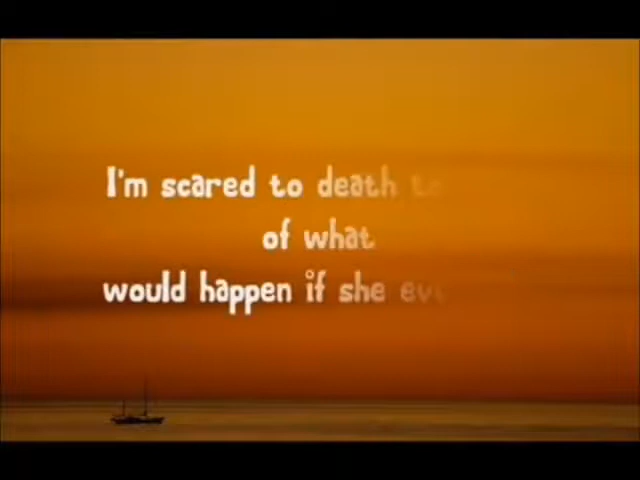 I'm scared to death
of what
would happen if she